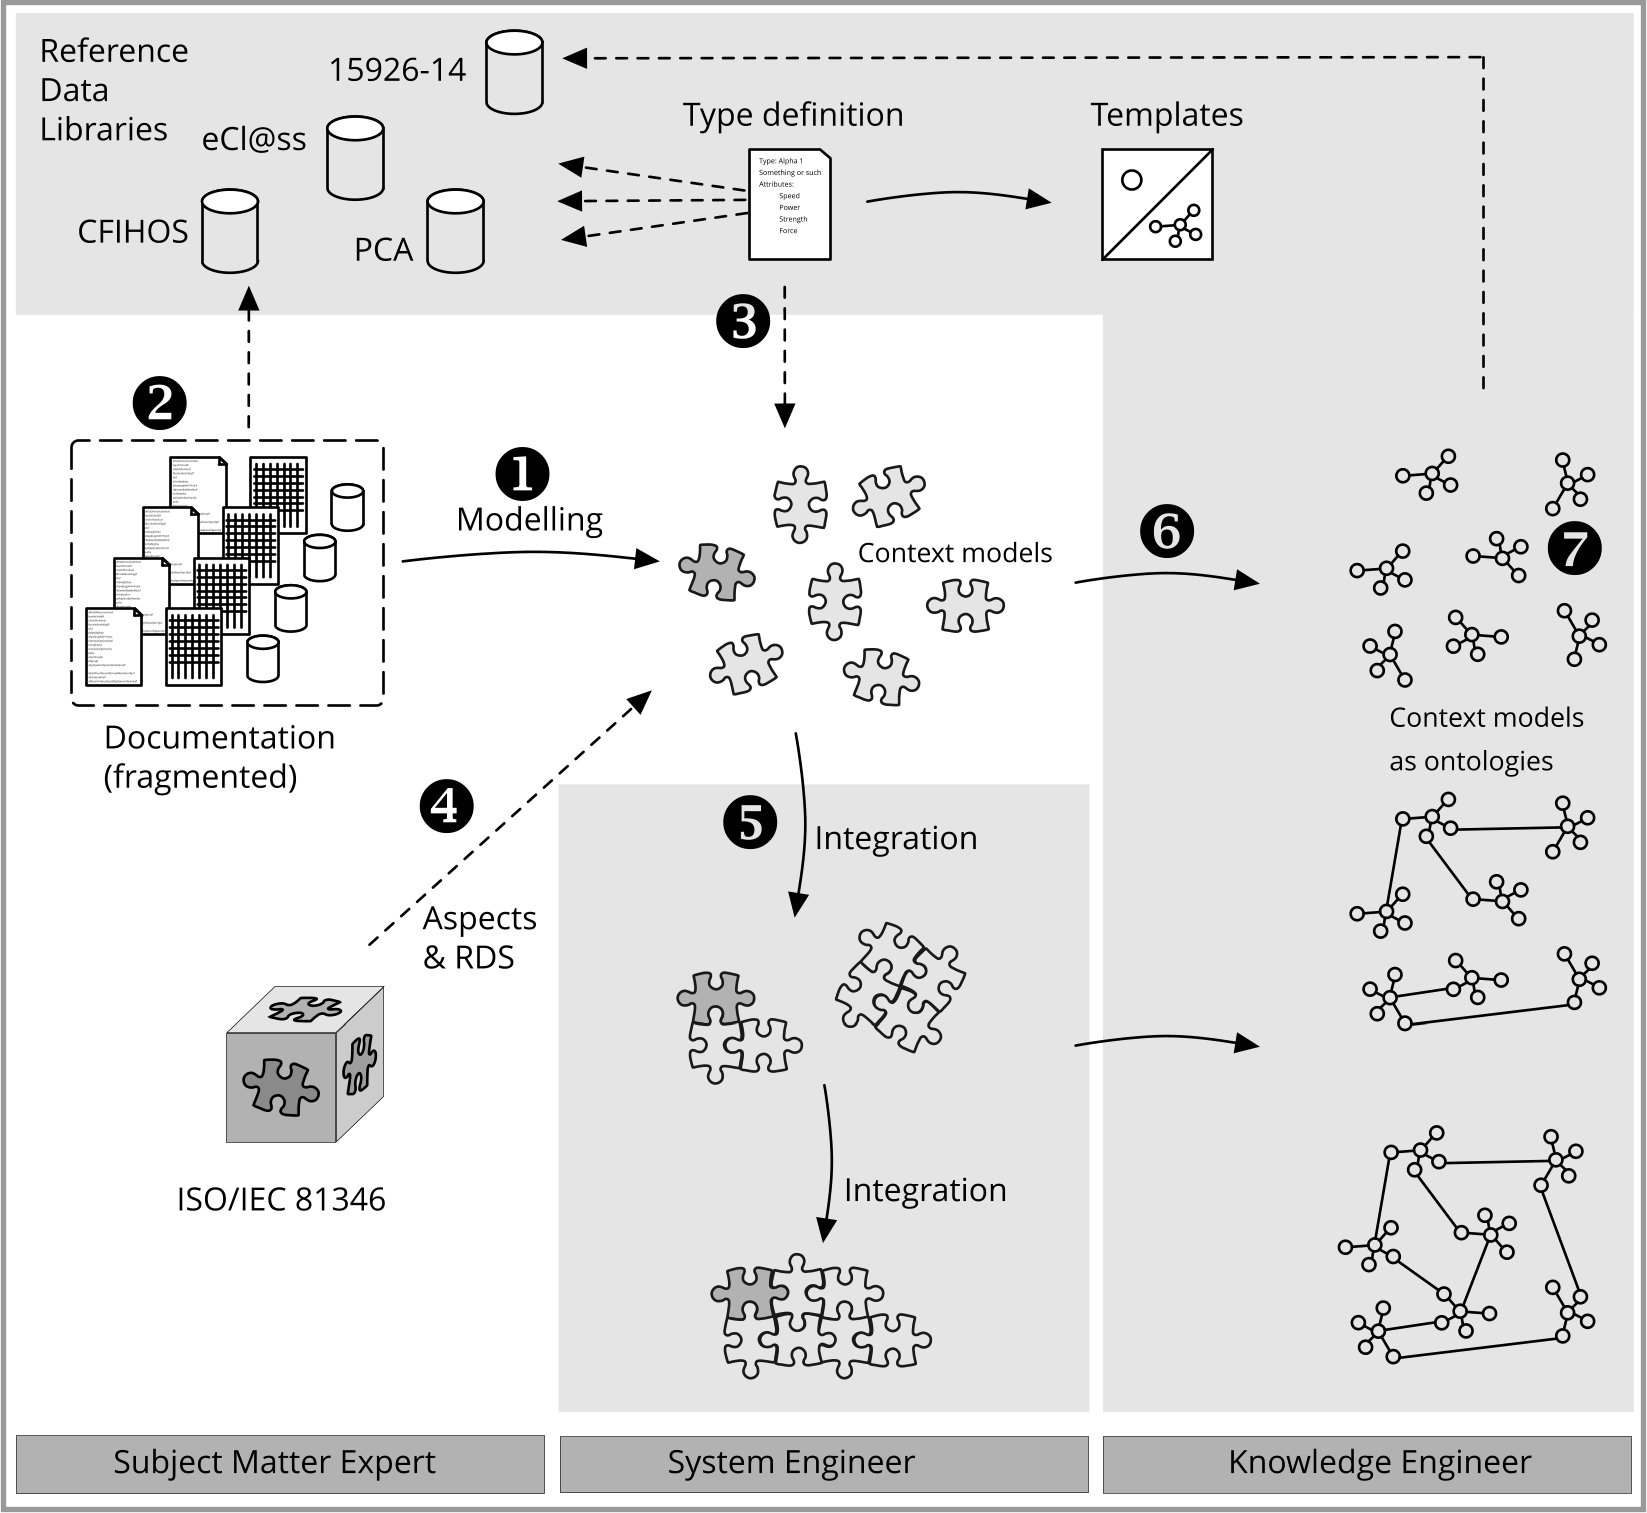 Reference
Data
Libraries
15926-14
eCl@ss
CFIHOS
PCA
Type definition
Templates
Type: Alpha 1
Something or such
Attributes:
Speed
Power
Strength
Force
3
2
1
Modelling
Context models
6
7
Documentation
(fragmented)
Context models
as ontologies
4
5
Integration
Aspects
& RDS
ISO/IEC 81346
Integration
Subject Matter Expert
System Engineer
Knowledge Engineer